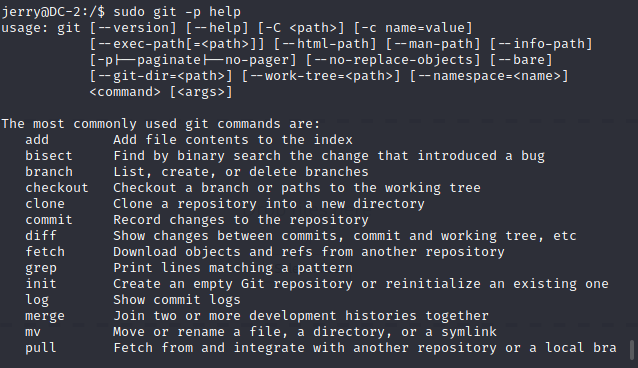 jerry@DC-2:/$ sudo git -p help
usage: git [--version] [--help] [-C <path>] [-c name=value]
           [--exec-path[=<path>]] [--html-path] [--man-path] [--info-path]
           [-p|--paginate|--no-pager] [--no-replace-objects] [--bare]
           [--git-dir=<path>] [--work-tree=<path>] [--namespace=<name>]
           <command> [<args>]

The most commonly used git commands are:
   add        Add file contents to the index
   bisect     Find by binary search the change that introduced a bug
   branch     List, create, or delete branches
   checkout   Checkout a branch or paths to the working tree
   clone      Clone a repository into a new directory
   commit     Record changes to the repository
   diff       Show changes between commits, commit and working tree, etc
   fetch      Download objects and refs from another repository
   grep       Print lines matching a pattern
   init       Create an empty Git repository or reinitialize an existing one
   log        Show commit logs
   merge      Join two or more development histories together
   mv         Move or rename a file, a directory, or a symlink
   pull       Fetch from and integrate with another repository or a local bra